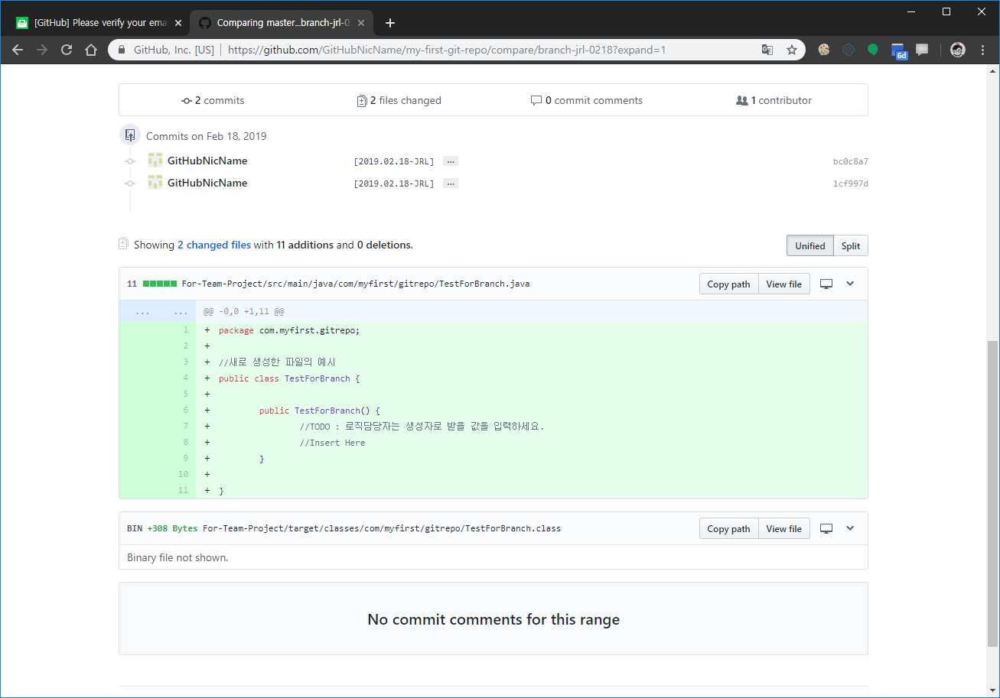 [GitHub] Please verify your ema
Comparing master...branch-jrl-0
GitHub, Inc. [US] | https://github.com/GitHubNicName/my-first-git-repo/compare/branch-jrl-0218?expand=1
6d
2 commits
2 files changed
0 commit comments
1 contributor
Commits on Feb 18, 2019
GitHubNicName [2019.02.18-JRL] ... bc0c8a7
GitHubNicName [2019.02.18-JRL] ... 1cf997d
Showing 2 changed files with 11 additions and 0 deletions.
Unified Split
11 For-Team-Project/src/main/java/com/myfirst/gitrepo/TestForBranch.java Copy path View file
... ... @@ -0,0 +1,11 @@
1 + package com.myfirst.gitrepo;
2 +
3 + //새로 생성한 파일의 예시
4 + public class TestForBranch {
5 +
6 + public TestForBranch() {
7 + //TODO : 로직담당자는 생성자로 받을 값을 입력하세요.
8 + //Insert Here
9 + }
10 +
11 + }
BIN +308 Bytes For-Team-Project/target/classes/com/myfirst/gitrepo/TestForBranch.class Copy path View file
Binary file not shown.
No commit comments for this range